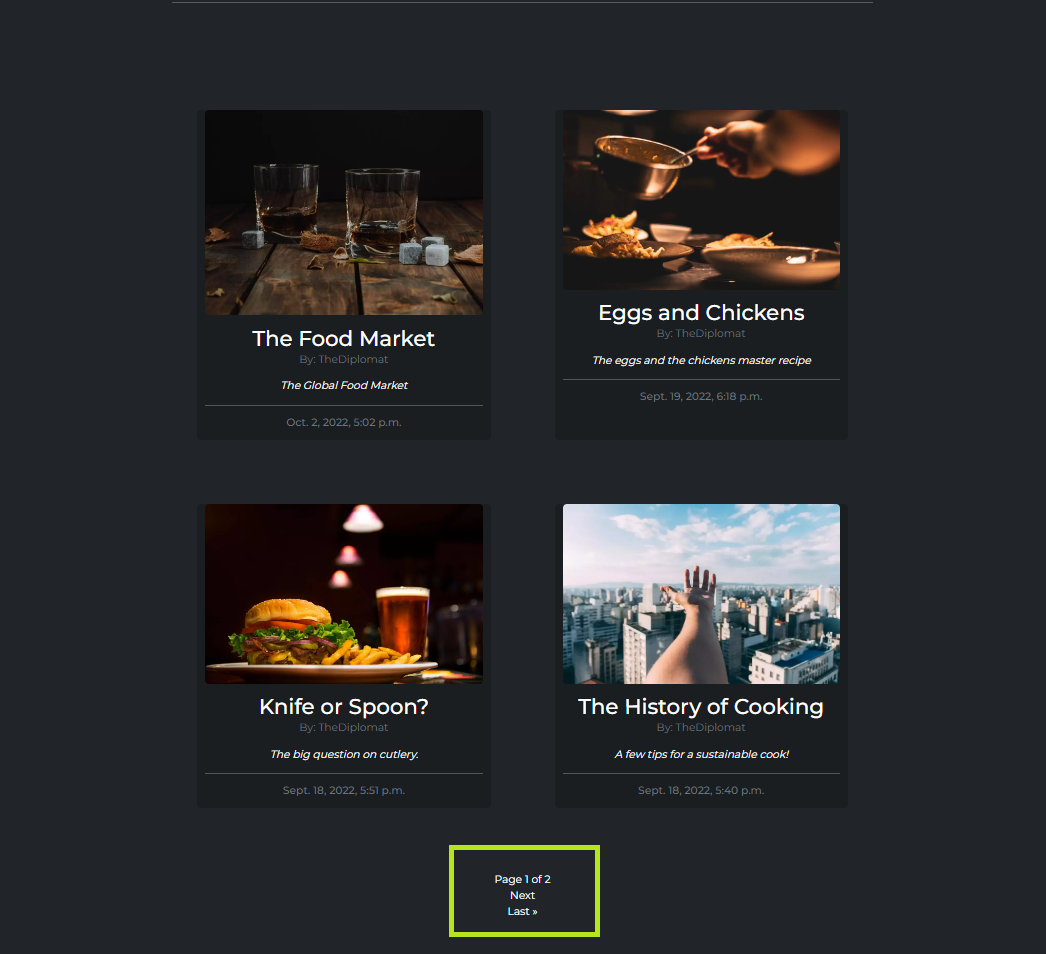 The Food Market
By: TheDiplomat
The Global Food Market
Oct. 2, 2022, 5:02 p.m.
Eggs and Chickens
By: TheDiplomat
The eggs and the chickens master recipe
Sept. 19, 2022, 6:18 p.m.
Knife or Spoon?
By: TheDiplomat
The big question on cutlery.
Sept. 18, 2022, 5:51 p.m.
The History of Cooking
By: TheDiplomat
A few tips for a sustainable cook!
Sept. 18, 2022, 5:40 p.m.
Page 1 of 2
Next
Last »